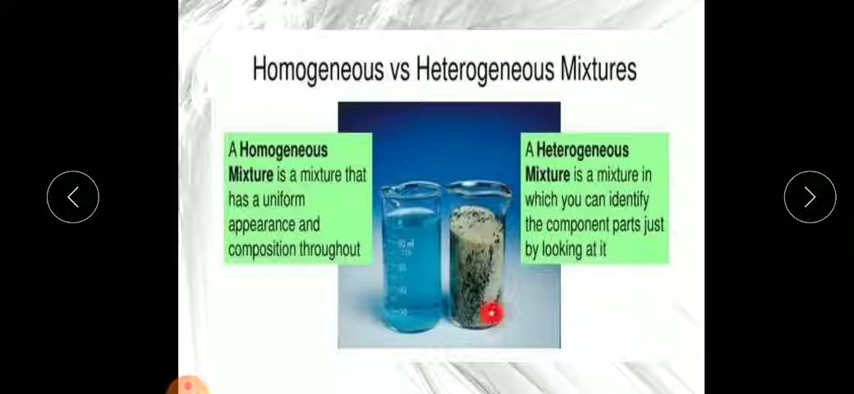 Homogeneous vs Heterogeneous Mixtures
A Homogeneous
Mixture is a mixture that
has a uniform
appearance and
composition throughout
A Heterogeneous
Mixture is a mixture in
which you can identify
the component parts just
by looking at it